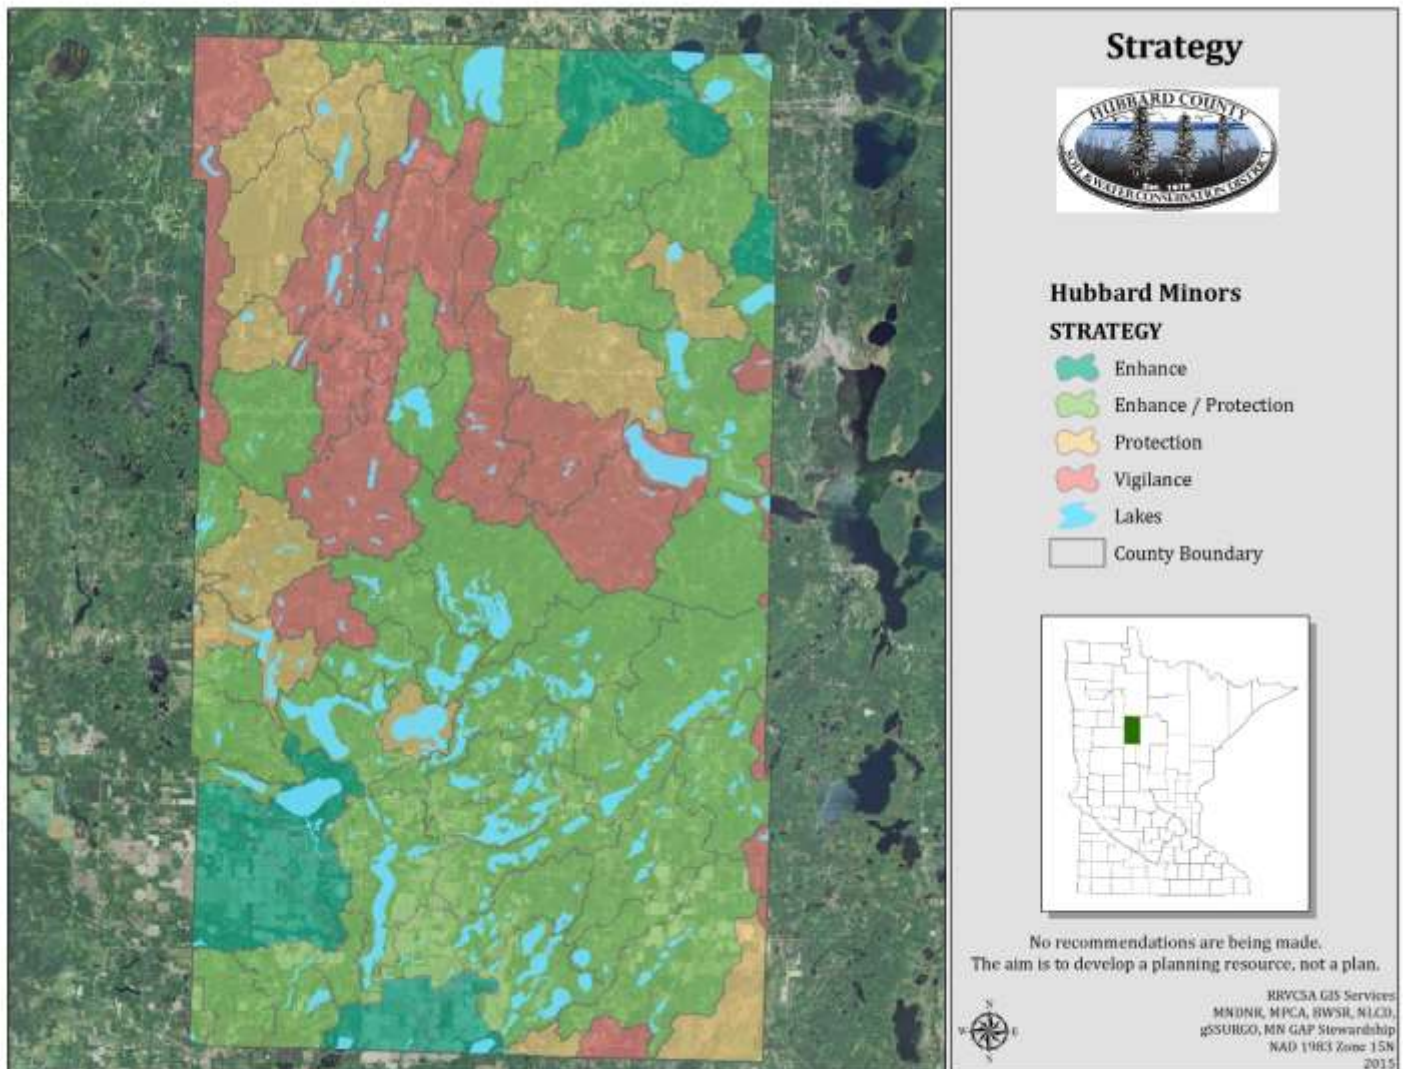 Strategy
HUBBARD COUNTY
Est. 1979
SOIL & WATER CONSERVATION DISTRICT
Hubbard Minors
STRATEGY
Enhance
Enhance / Protection
Protection
Vigilance
Lakes
County Boundary
No recommendations are being made.
The aim is to develop a planning resource, not a plan.
N
W E
S
RRVCSA GIS Services
MNDNR, MPCA, BWSR, NLCD,
gSSURGO, MN GAP Stewardship
NAD 1983 Zone 15N
2015